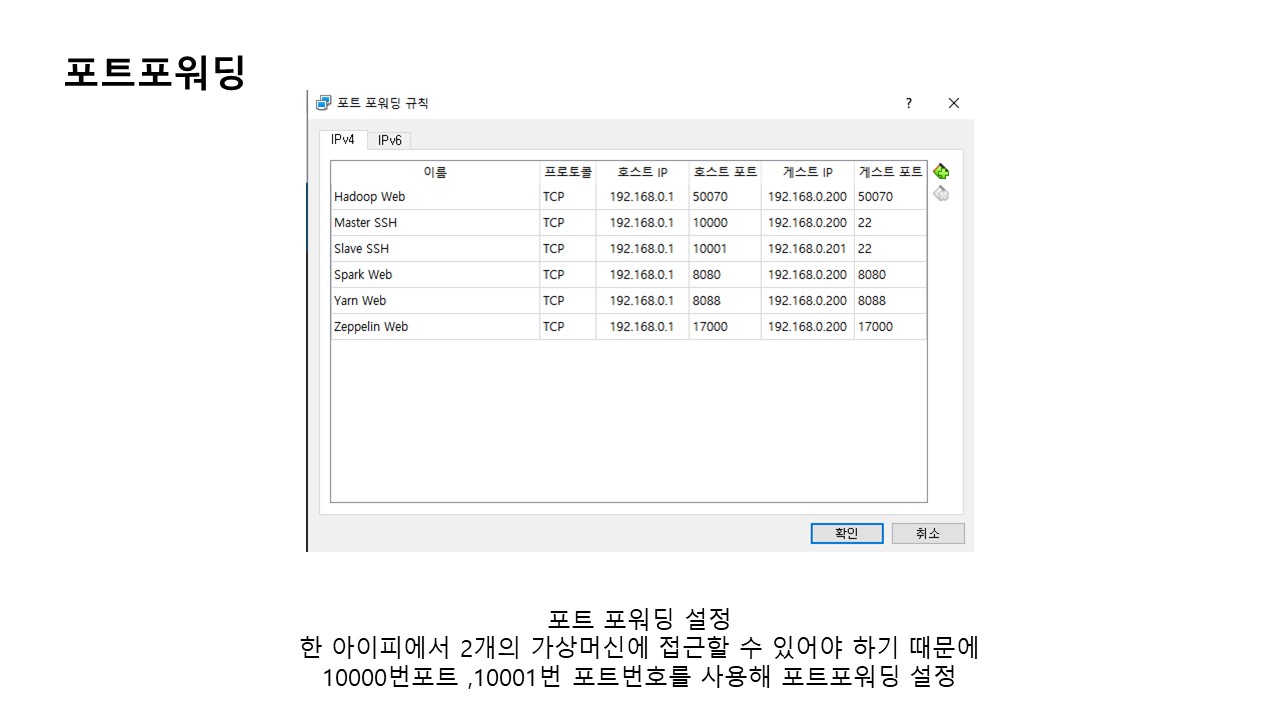 포트포워딩
포트 포워딩 규칙 ?
IPv4 IPv6
이름 프로토콜 호스트 IP 호스트 포트 게스트 IP 게스트 포트
Hadoop Web TCP 192.168.0.1 50070 192.168.0.200 50070
Master SSH TCP 192.168.0.1 10000 192.168.0.200 22
Slave SSH TCP 192.168.0.1 10001 192.168.0.201 22
Spark Web TCP 192.168.0.1 8080 192.168.0.200 8080
Yarn Web TCP 192.168.0.1 8088 192.168.0.200 8088
Zeppelin Web TCP 192.168.0.1 17000 192.168.0.200 17000
확인 취소
포트 포워딩 설정
한 아이피에서 2개의 가상머신에 접근할 수 있어야 하기 때문에
10000번포트 ,10001번 포트번호를 사용해 포트포워딩 설정